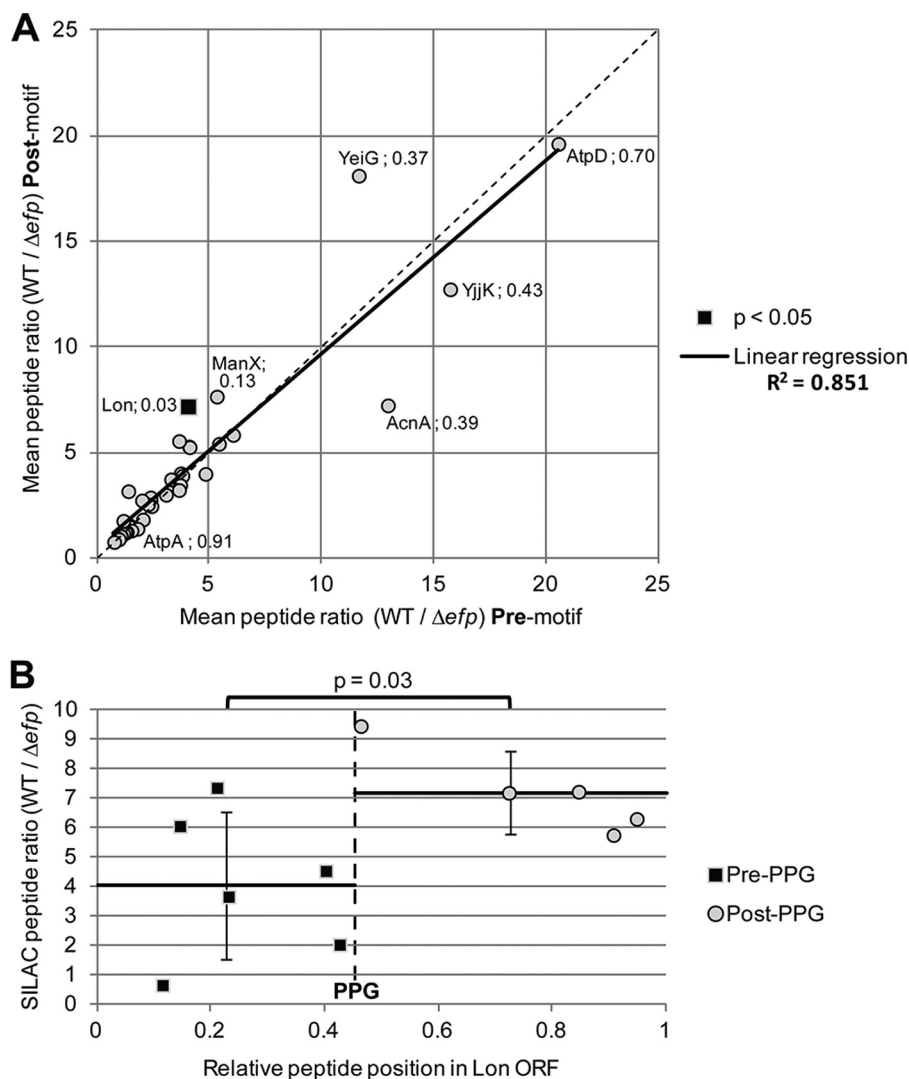 A
Mean peptide ratio (WT / Δefp) Post-motif
25
20
15
10
5
0
YeiG ; 0.37
AtpD ; 0.70
YjjK ; 0.43
ManX;
0.13
Lon; 0.03
AcnA ; 0.39
AtpA ; 0.91
0 5 10 15 20 25
Mean peptide ratio (WT / Δefp) Pre-motif
p < 0.05
Linear regression
R² = 0.851
B
p = 0.03
SILAC peptide ratio (WT / Δefp)
10
9
8
7
6
5
4
3
2
1
0
PPG
0 0.2 0.4 0.6 0.8 1
Relative peptide position in Lon ORF
Pre-PPG
Post-PPG